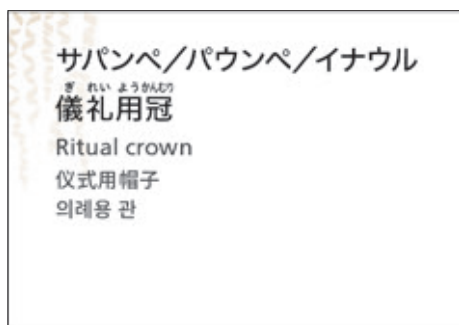 サパンペ／パウンペ／イナウル
ぎ れい ようかんむり
儀礼用冠
Ritual crown
仪式用帽子
의례용 관